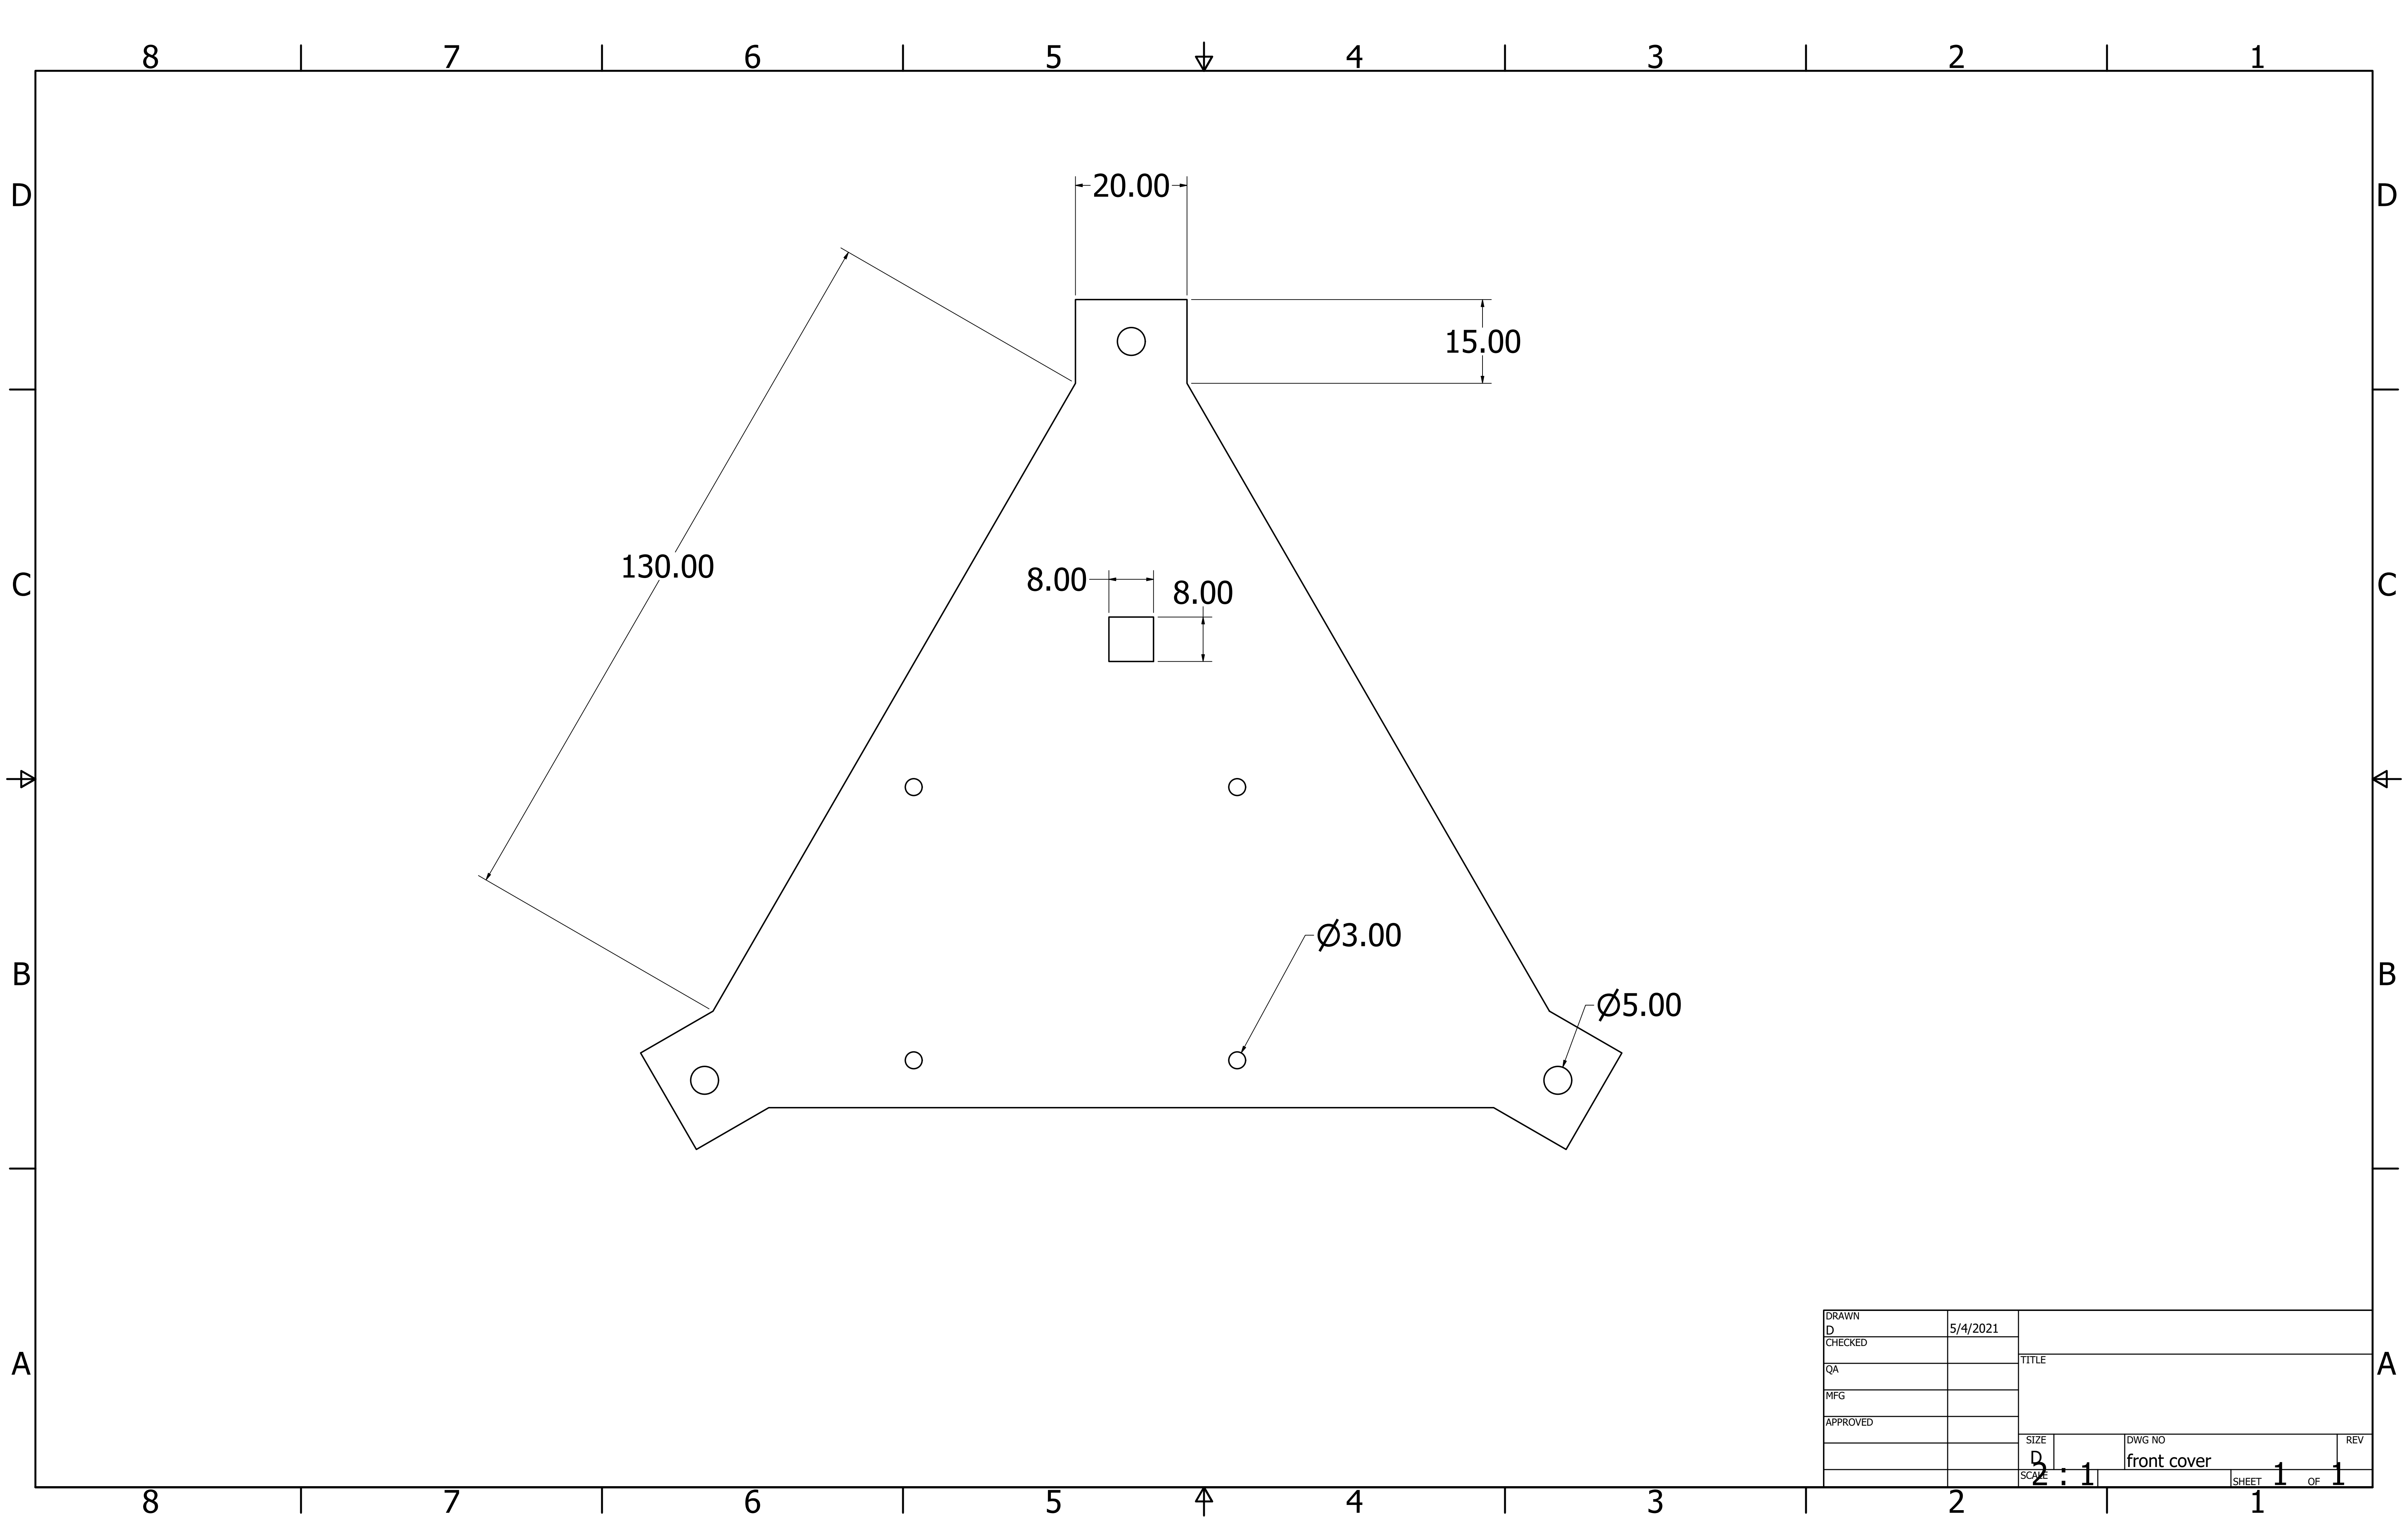 8 7 6 5 4 3 2 1
D D
20.00
15.00
130.00
C C
8.00 8.00
Ø3.00
B B
Ø5.00
DRAWN
D 5/4/2021
CHECKED
TITLE
A A
QA
MFG
APPROVED
SIZE DWG NO REV
D front cover
SCALE 2 : 1 SHEET 1 OF 1
8 7 6 5 4 3 2 1